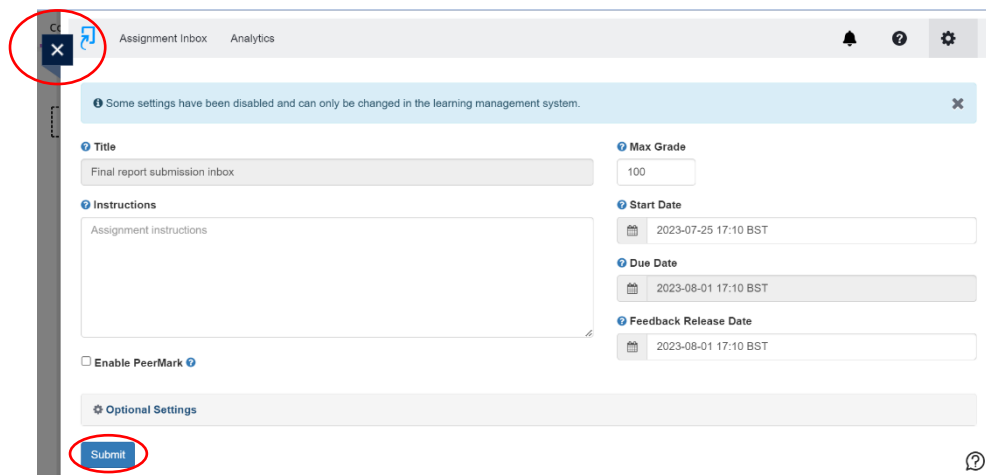 Assignment Inbox Analytics
Some settings have been disabled and can only be changed in the learning management system.
Title
Final report submission inbox
Instructions
Assignment instructions
Enable PeerMark
Max Grade
100
Start Date
2023-07-25 17:10 BST
Due Date
2023-08-01 17:10 BST
Feedback Release Date
2023-08-01 17:10 BST
Optional Settings
Submit